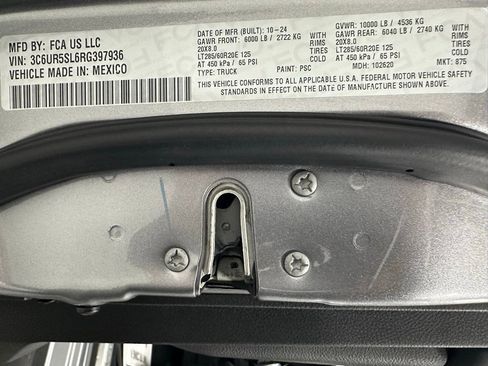 MFD BY: FCA US LLC
VIN: 3C6UR5SL6RG397936
VEHICLE MADE IN: MEXICO
DATE OF MFR (BUILT): 10-24
GVWR: 10000 LB / 4536 KG
GAWR FRONT: 6000 LB / 2722 KG
WITH
20X8.0 RIMS
LT285/60R20E 125
AT 450 kPa / 65 PSI
GAWR REAR: 6040 LB / 2740 KG
WITH
20X8.0 RIMS
LT285/60R20E 125
AT 450 kPa / 65 PSI
THIS VEHICLE CONFORMS TO ALL APPLICABLE U.S.A. FEDERAL MOTOR VEHICLE SAFETY
STANDARDS IN EFFECT ON THE DATE OF MANUFACTURE SHOWN ABOVE.
TYPE: TRUCK PAINT: PSC MDH: 102620 MKT: 875